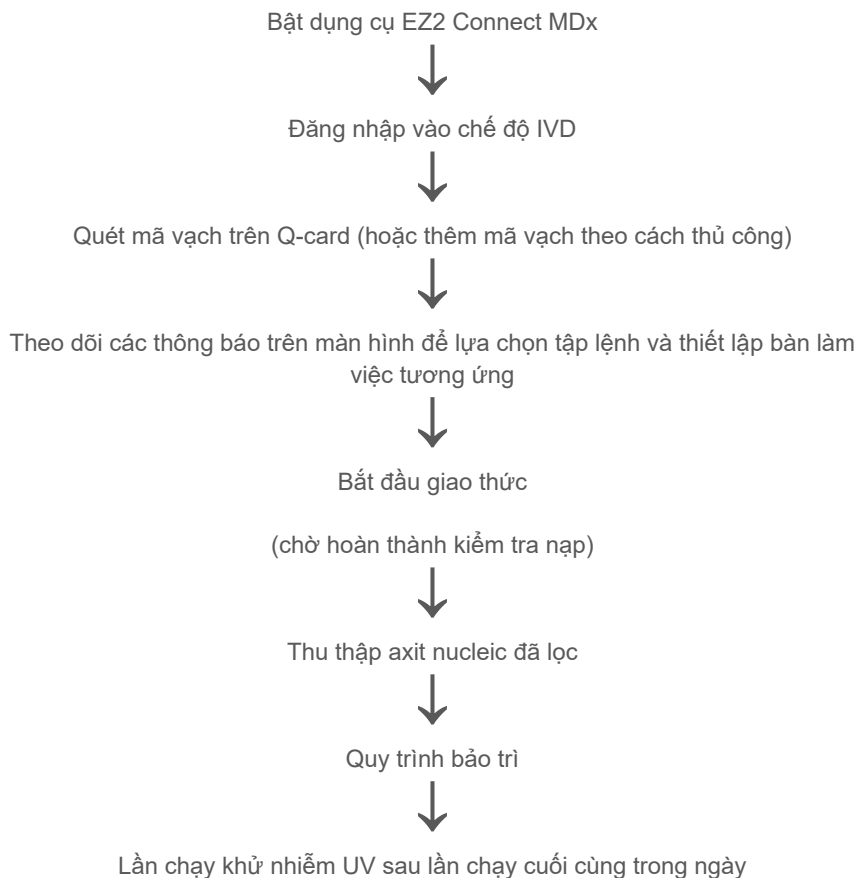 Bật dụng cụ EZ2 Connect MDx
Đăng nhập vào chế độ IVD
Quét mã vạch trên Q-card (hoặc thêm mã vạch theo cách thủ công)
Theo dõi các thông báo trên màn hình để lựa chọn tập lệnh và thiết lập bàn làm
việc tương ứng
Bắt đầu giao thức
(chờ hoàn thành kiểm tra nạp)
Thu thập axit nucleic đã lọc
Quy trình bảo trì
Lần chạy khử nhiễm UV sau lần chạy cuối cùng trong ngày